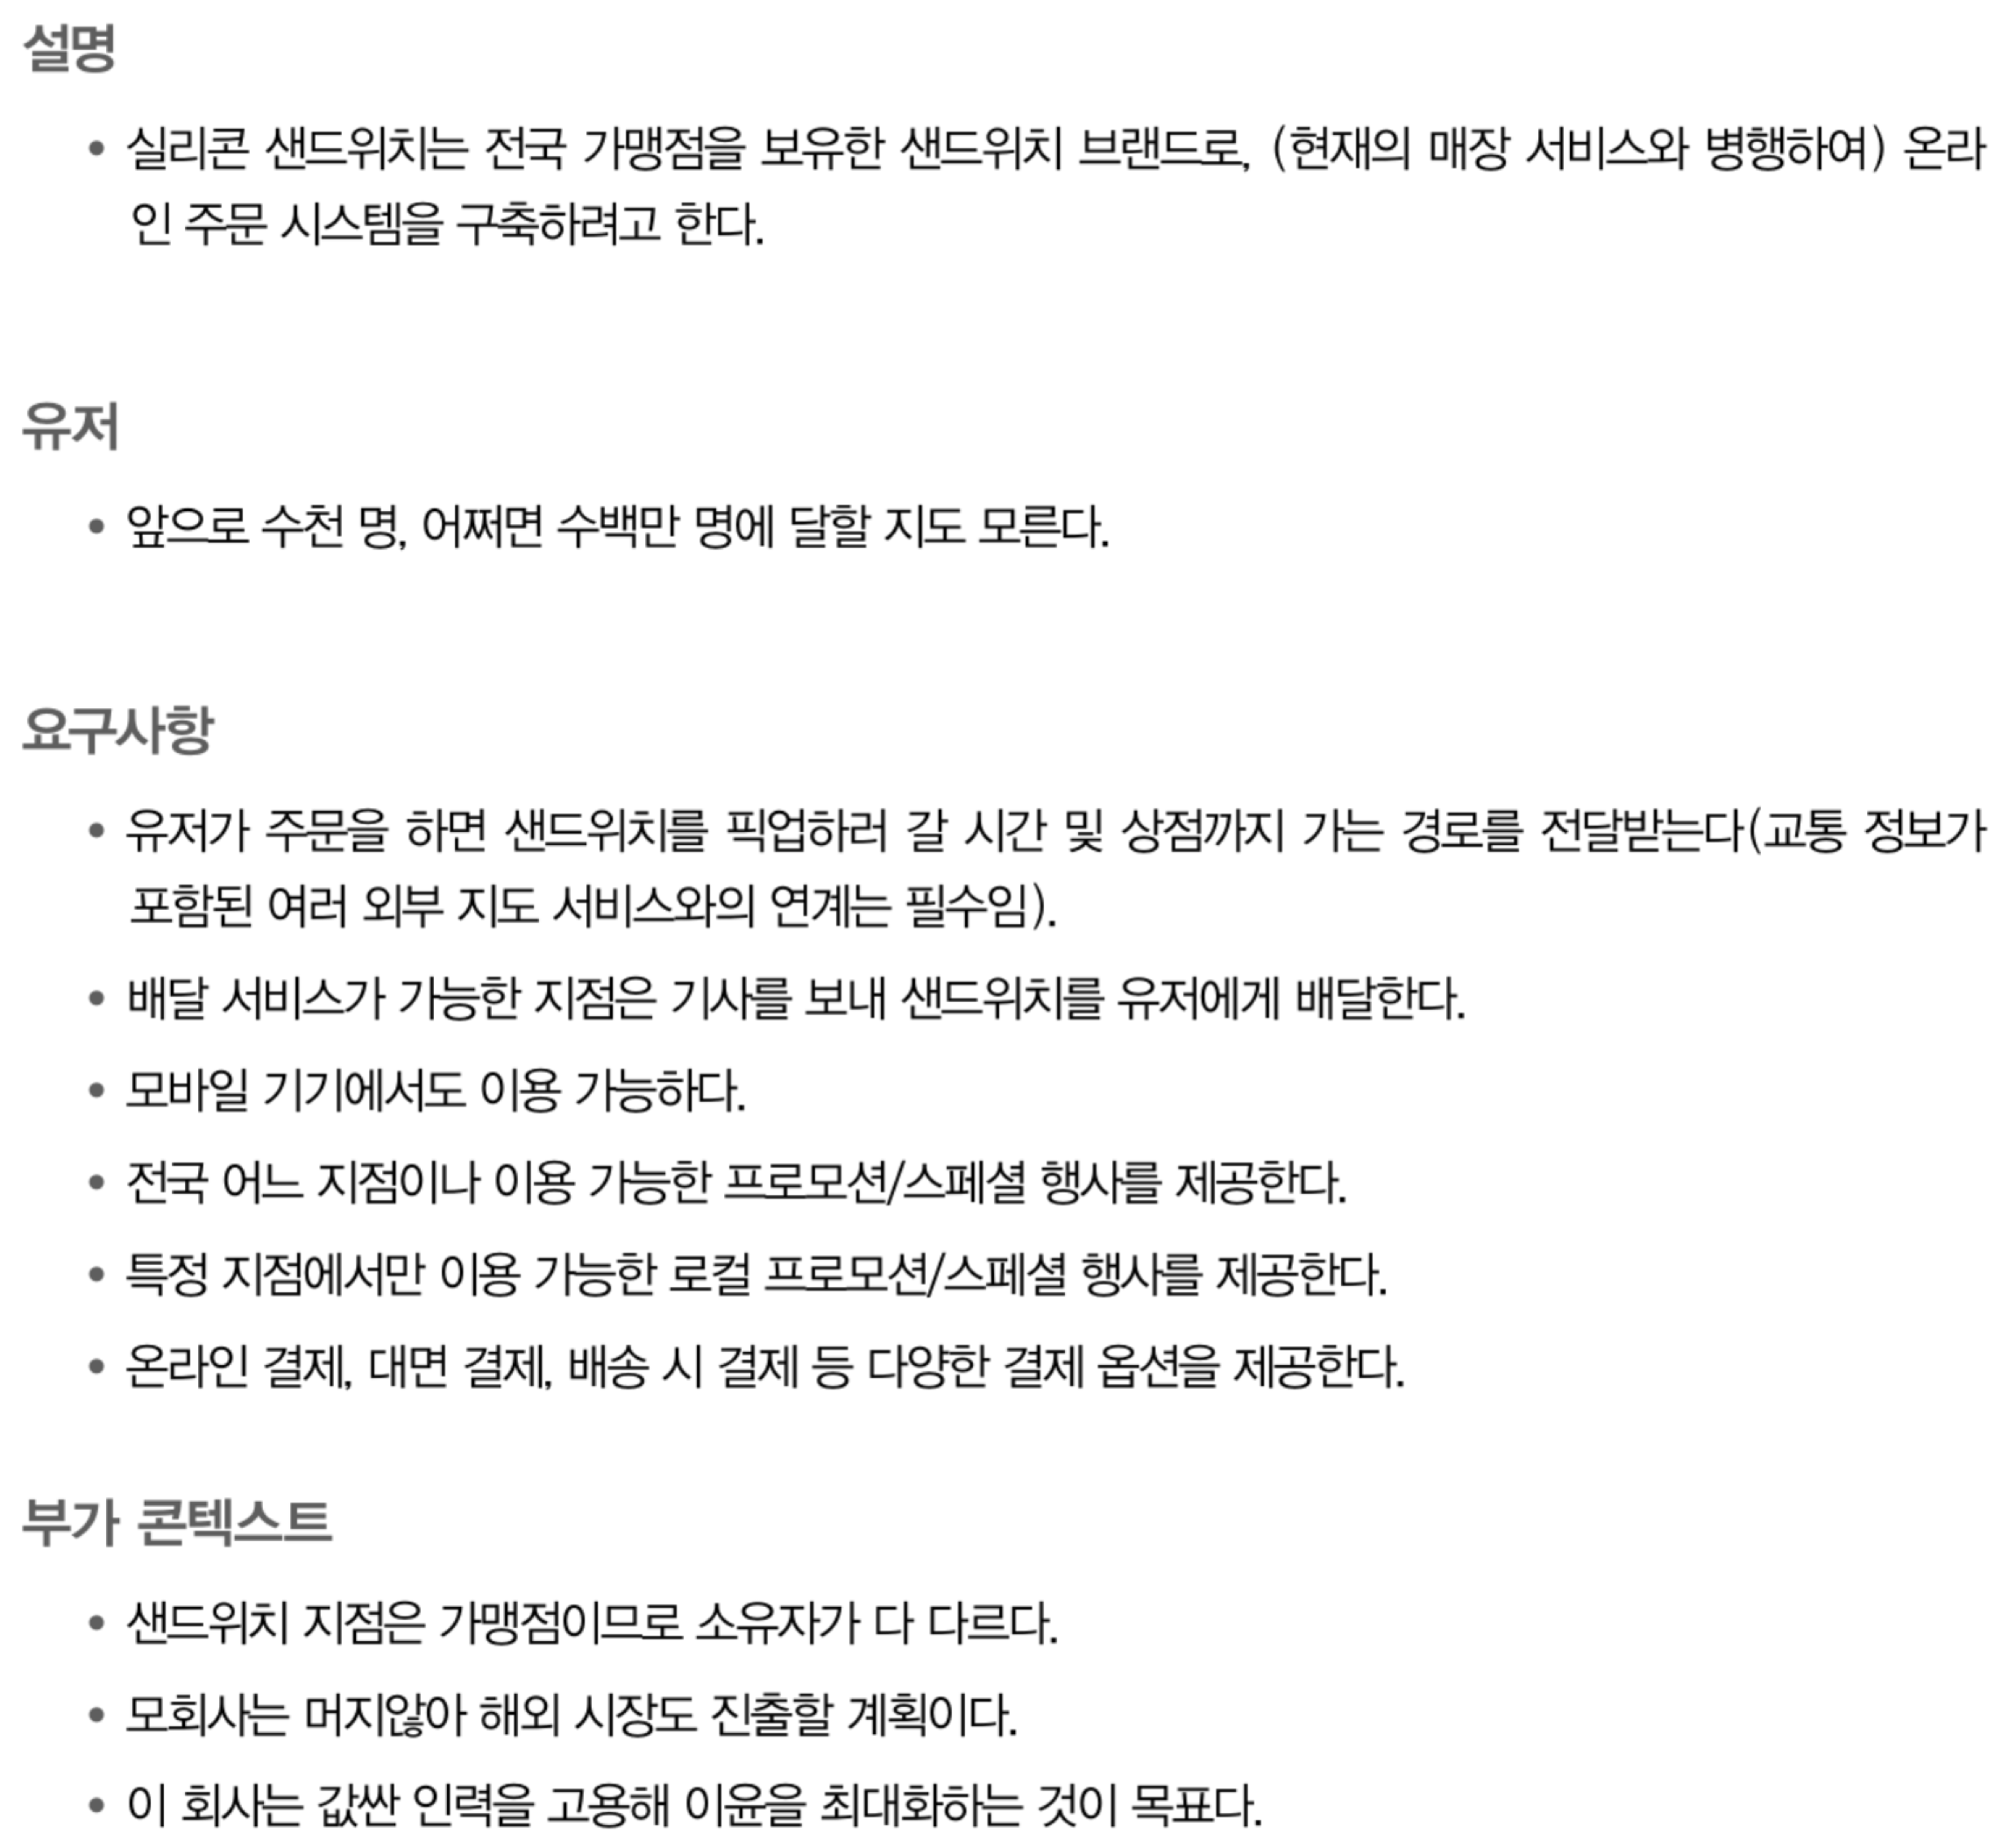 설명
• 실리콘 샌드위치는 전국 가맹점을 보유한 샌드위치 브랜드로, (현재의 매장 서비스와 병행하여) 온라
인 주문 시스템을 구축하려고 한다.
유저
• 앞으로 수천 명, 어쩌면 수백만 명에 달할 지도 모른다.
요구사항
• 유저가 주문을 하면 샌드위치를 픽업하러 갈 시간 및 상점까지 가는 경로를 전달받는다(교통 정보가
포함된 여러 외부 지도 서비스와의 연계는 필수임).
• 배달 서비스가 가능한 지점은 기사를 보내 샌드위치를 유저에게 배달한다.
• 모바일 기기에서도 이용 가능하다.
• 전국 어느 지점이나 이용 가능한 프로모션/스페셜 행사를 제공한다.
• 특정 지점에서만 이용 가능한 로컬 프로모션/스페셜 행사를 제공한다.
• 온라인 결제, 대면 결제, 배송 시 결제 등 다양한 결제 옵션을 제공한다.
부가 콘텍스트
• 샌드위치 지점은 가맹점이므로 소유자가 다 다르다.
• 모회사는 머지않아 해외 시장도 진출할 계획이다.
• 이 회사는 값싼 인력을 고용해 이윤을 최대화하는 것이 목표다.